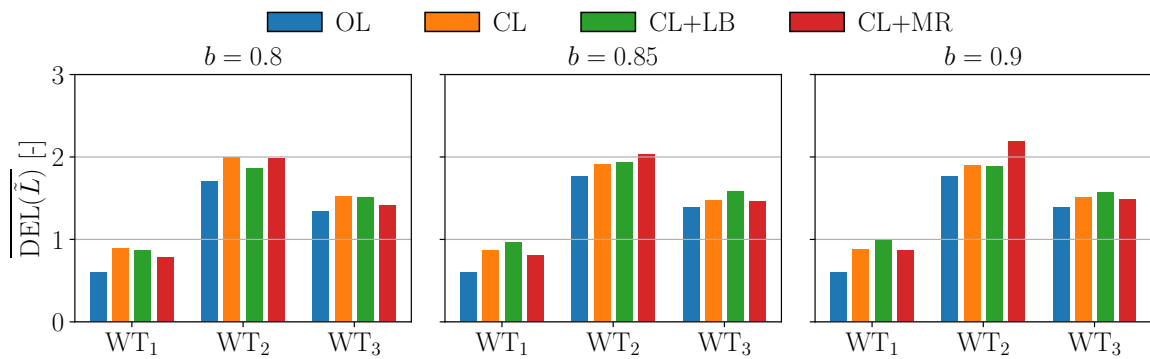 OL CL CL+LB CL+MR
b = 0.8 b = 0.85 b = 0.9
DEL(L̃) [-]
3
2
1
0
WT₁ WT₂ WT₃ WT₁ WT₂ WT₃ WT₁ WT₂ WT₃